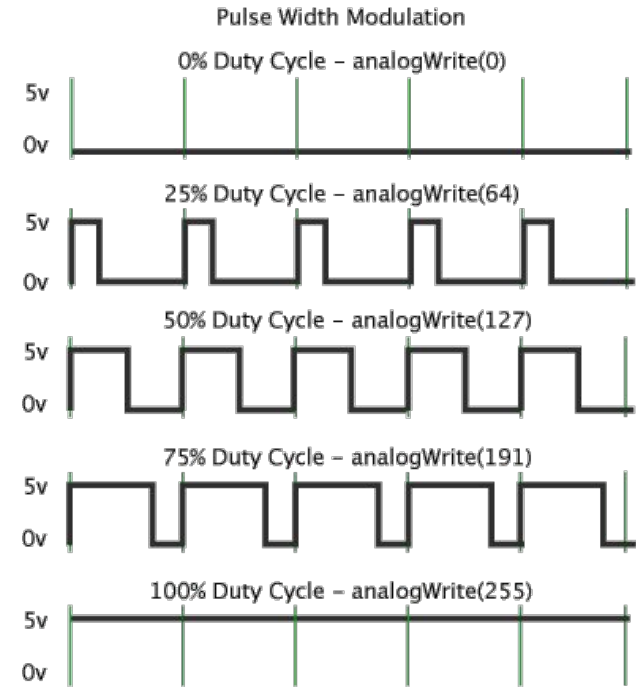 Pulse Width Modulation
0% Duty Cycle – analogWrite(0)
5v
0v
25% Duty Cycle – analogWrite(64)
5v
0v
50% Duty Cycle – analogWrite(127)
5v
0v
75% Duty Cycle – analogWrite(191)
5v
0v
100% Duty Cycle – analogWrite(255)
5v
0v